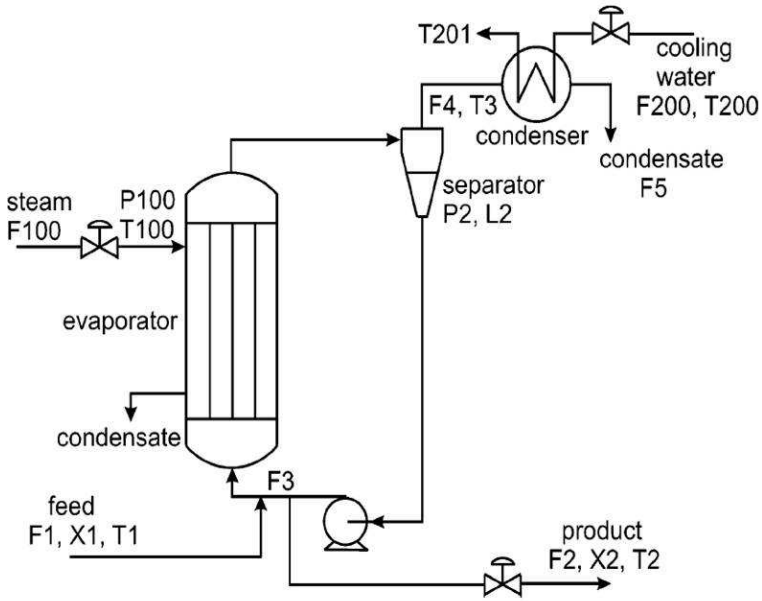 T201
cooling
water
F200, T200
F4, T3
condenser
condensate
F5
separator
P2, L2
steam
F100
P100
T100
evaporator
condensate
F3
feed
F1, X1, T1
product
F2, X2, T2